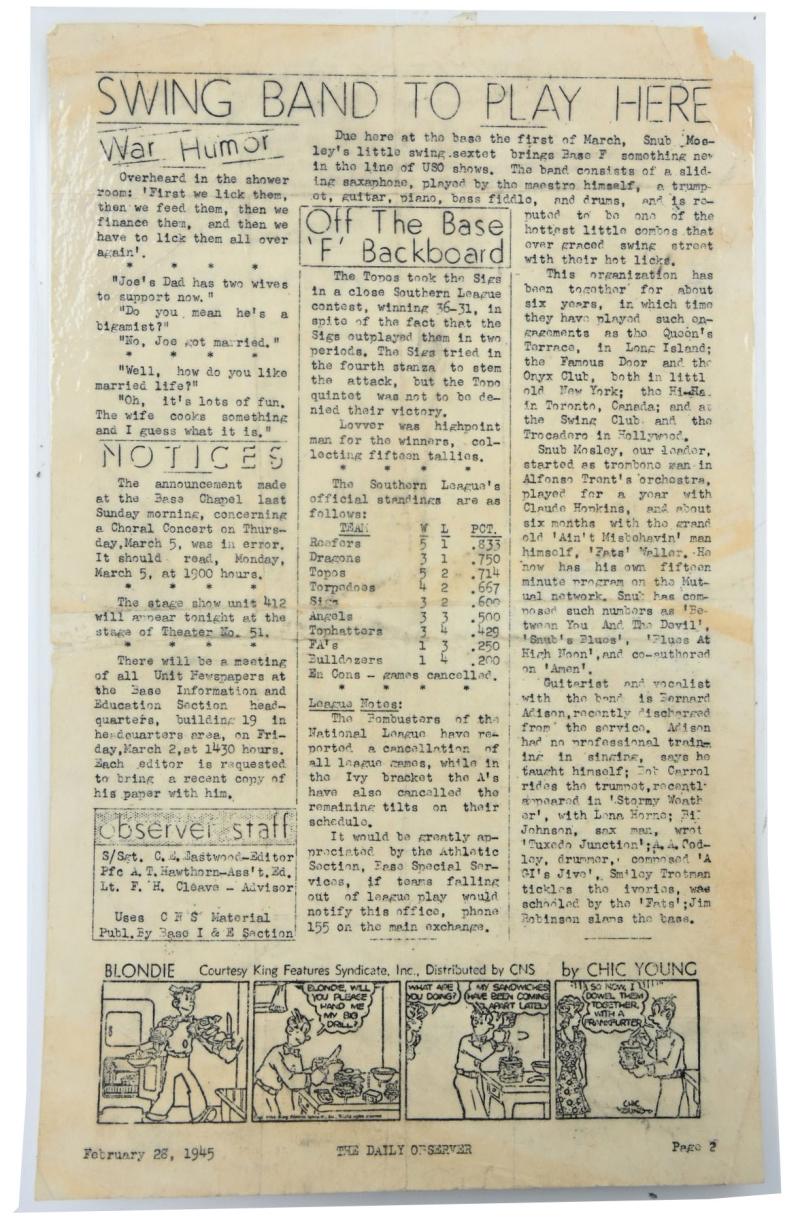 SWING BAND TO PLAY HERE
War Humor
Overheard in the shower
room: 'First we lick them,
then we feed them, then we
finance them, and then we
have to lick them all over
again'.
* * * *
"Joe's Dad has two wives
to support now."
"Do you mean he's a
bigamist?"
"No, Joe got married."
* * * *
"Well, how do you like
married life?"
"Oh, it's lots of fun.
The wife cooks something
and I guess what it is."
NOTICES
The announcement made
at the Base Chapel last
Sunday morning, concerning
a Choral Concert on Thurs-
day, March 5, was in error.
It should read, Monday,
March 5, at 1900 hours.
* * * *
The stage show unit 412
will appear tonight at the
stage of Theater No. 51.
* * * *
There will be a meeting
of all Unit Newspapers at
the Base Information and
Education Section head-
quarters, building 19 in
headquarters area, on Fri-
day, March 2, at 1430 hours.
Each editor is requested
to bring a recent copy of
his paper with him.
observer staff
S/Sgt. C.E. Eastwood-Editor
Pfc A.T. Hawthorn-Ass't.Ed.
Lt. F. H. Cleave - Advisor
Uses C N S Material
Publ. By Base I & E Section
Due here at the base the first of March, Snub Mos-
ley's little swing sextet brings Base F something new
in the line of USO shows. The band consists of a slid-
ing saxaphone, played by the maestro himself, a trump-
et, guitar, piano, bass fiddle, and drums, and is re-
puted to be one of the
hottest little combos that
ever graced swing street
with their hot licks.
This organization has
been together for about
six years, in which time
they have played such en-
gagements as the Queen's
Terrace, in Long Island;
the Famous Door and the
Onyx Club, both in littl
old New York; the Hi-Ha
in Toronto, Canada; and at
the Swing Club and the
Trocadero in Hollywood.
Snub Mosley, our leader,
started as trombone man in
Alfonso Trent's orchestra,
played for a year with
Claude Hopkins, and about
six months with the grand
old 'Ain't Misbehavin' man
himself, 'Fats' Waller. He
now has his own fifteen
minute program on the Mut-
ual network. Snub has com-
posed such numbers as 'Be-
tween You And The Devil',
'Snub's Blues', 'Blues At
High Noon', and co-authored
on 'Amen'.
Guitarist and vocalist
with the band is Bernard
Adison, recently discharged
from the service. Adison
had no professional train-
ing in singing, says he
taught himself; Bob Carrol
rides the trumpet, recentl
appeared in 'Stormy Weath
er', with Lena Horne; Bil
Johnson, sax man, wrot
'Tuxedo Junction'; A.A. God-
ley, drummer, composed 'A
GI's Jive'. Smiley Trotman
tickles the ivories, was
schooled by the 'Fats'; Jim
Robinson slaps the base.
Off The Base
'F' Backboard
The Topos took the Sigs
in a close Southern League
contest, winning 36-31, in
spite of the fact that the
Sigs outplayed them in two
periods. The Sigs tried in
the fourth stanza to stem
the attack, but the Topo
quintet was not to be de-
nied their victory.
Lovver was highpoint
man for the winners, col-
lecting fifteen tallies.
* * * *
The Southern League's
official standings are as
follows:
TEAM W L PCT.
Reefers 5 1 .833
Dragons 3 1 .750
Topos 5 2 .714
Torpedoes 4 2 .667
Sigs 3 2 .600
Angels 3 3 .500
Tophatters 3 4 .429
FA's 1 3 .250
Bulldozers 1 4 .200
En Cons - games cancelled.
* * * *
League Notes:
The Bombusters of the
National League have re-
ported a cancellation of
all league games, while in
the Ivy bracket the A's
have also cancelled the
remaining tilts on their
schedule.
It would be greatly ap-
preciated by the Athletic
Section, Base Special Ser-
vices, if teams falling
out of league play would
notify this office, phone
155 on the main exchange.
BLONDIE Courtesy King Features Syndicate, Inc., Distributed by CNS by CHIC YOUNG
BLONDIE, WILL
YOU PLEASE
HAND ME
MY BIG
DRILL?
WHAT ARE
YOU DOING?
MY SANDWICHES
HAVE BEEN COMING
APART LATELY
SO NOW, I
DOWEL THEM
TOGETHER,
WITH A
FRANKFURTER
CHIC
YOUNG
February 28, 1945 THE DAILY OBSERVER Page 2